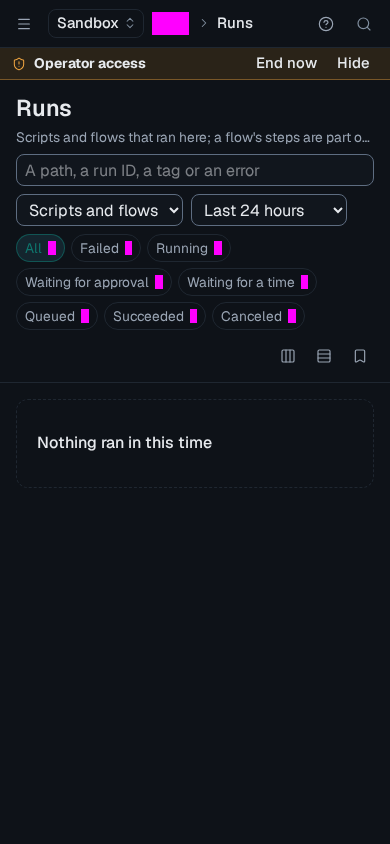 Sandbox
Runs
Operator access
End now
Hide
Runs
Scripts and flows that ran here; a flow's steps are part o...
A path, a run ID, a tag or an error
Scripts and flows
Last 24 hours
All
Failed
Running
Waiting for approval
Waiting for a time
Queued
Succeeded
Canceled
Nothing ran in this time